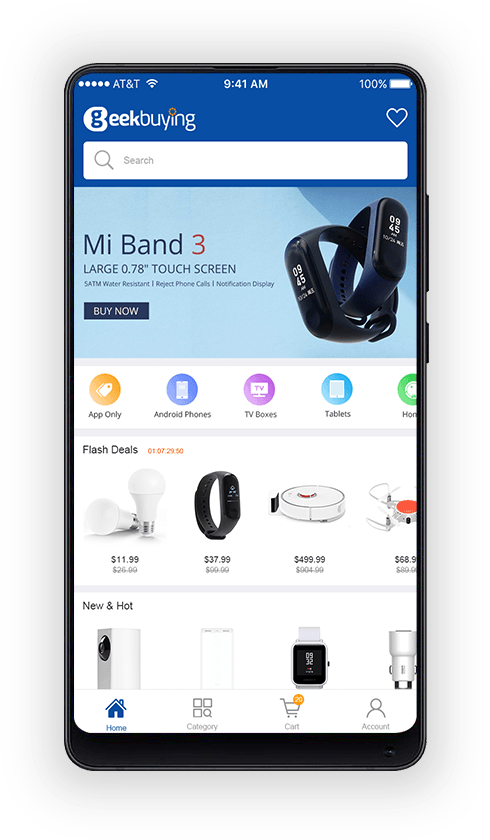 AT&T 9:41 AM 100%
geekbuying
Search
Mi Band 3
LARGE 0.78" TOUCH SCREEN
5ATM Water Resistant | Reject Phone Calls | Notification Display
BUY NOW
09
45
AM
09
45
AM
TV
App Only Android Phones TV Boxes Tablets Hom
Flash Deals 01:07:29:50
$11.99 $37.99 $499.99 $68.9
$26.99 $99.99 $904.99 $89.9
New & Hot
20
Home Category Cart Account